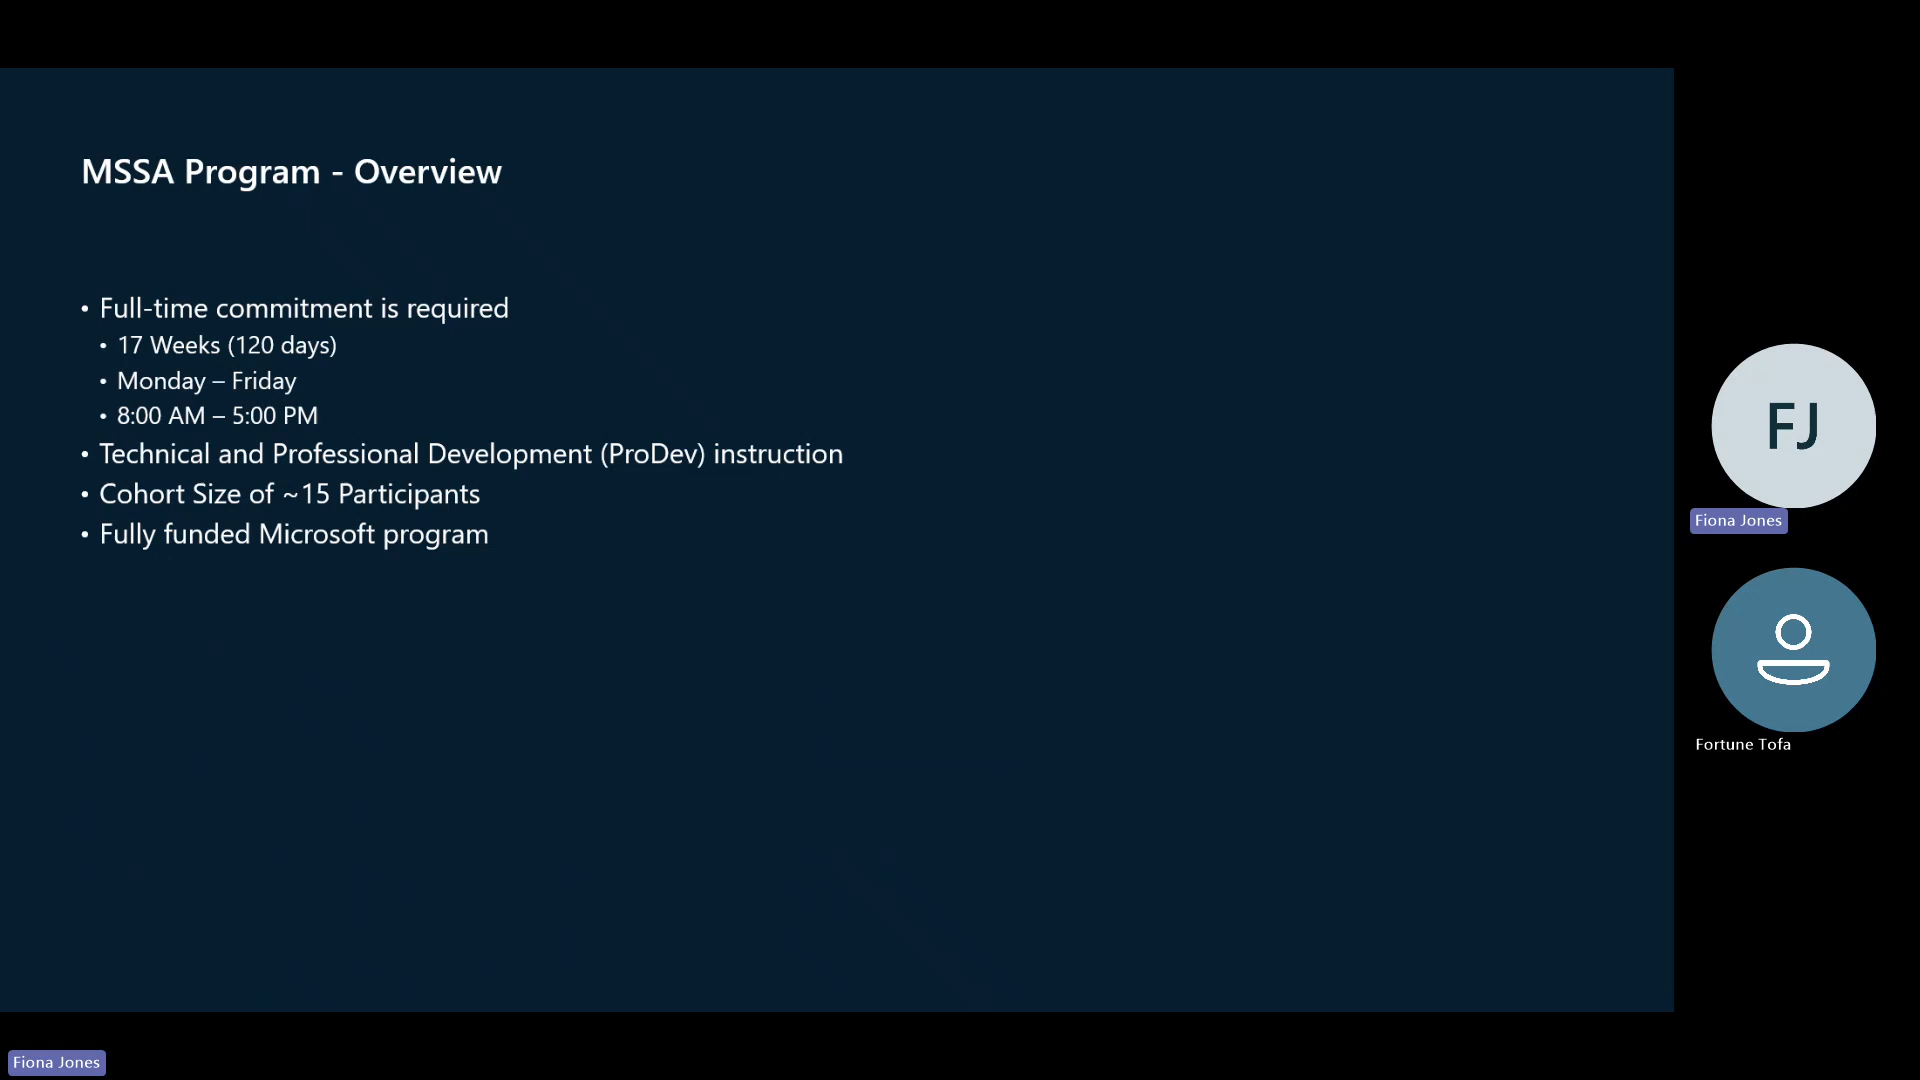 MSSA Program - Overview
• Full-time commitment is required
• 17 Weeks (120 days)
• Monday – Friday
• 8:00 AM – 5:00 PM
• Technical and Professional Development (ProDev) instruction
• Cohort Size of ~15 Participants
• Fully funded Microsoft program
FJ
Fiona Jones
Fortune Tofa
Fiona Jones